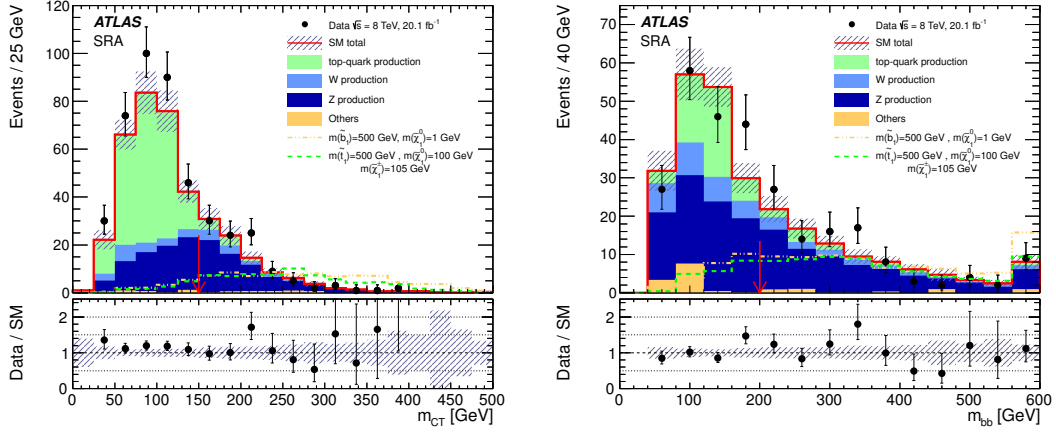 ATLAS
SRA
Data √s = 8 TeV, 20.1 fb⁻¹
SM total
top-quark production
W production
Z production
Others
m(b̃₁)=500 GeV, m(χ̃₁⁰)=1 GeV
m(t̃₁)=500 GeV , m(χ̃₁⁰)=100 GeV
m(χ̃₁±)=105 GeV
Events / 25 GeV
120
100
80
60
40
20
0
Data / SM
2
1
0
0 50 100 150 200 250 300 350 400 450 500
m_CT [GeV]
ATLAS
SRA
Data √s = 8 TeV, 20.1 fb⁻¹
SM total
top-quark production
W production
Z production
Others
m(b̃₁)=500 GeV, m(χ̃₁⁰)=1 GeV
m(t̃₁)=500 GeV , m(χ̃₁⁰)=100 GeV
m(χ̃₁±)=105 GeV
Events / 40 GeV
70
60
50
40
30
20
10
0
Data / SM
2
1
0
0 100 200 300 400 500 600
m_bb [GeV]